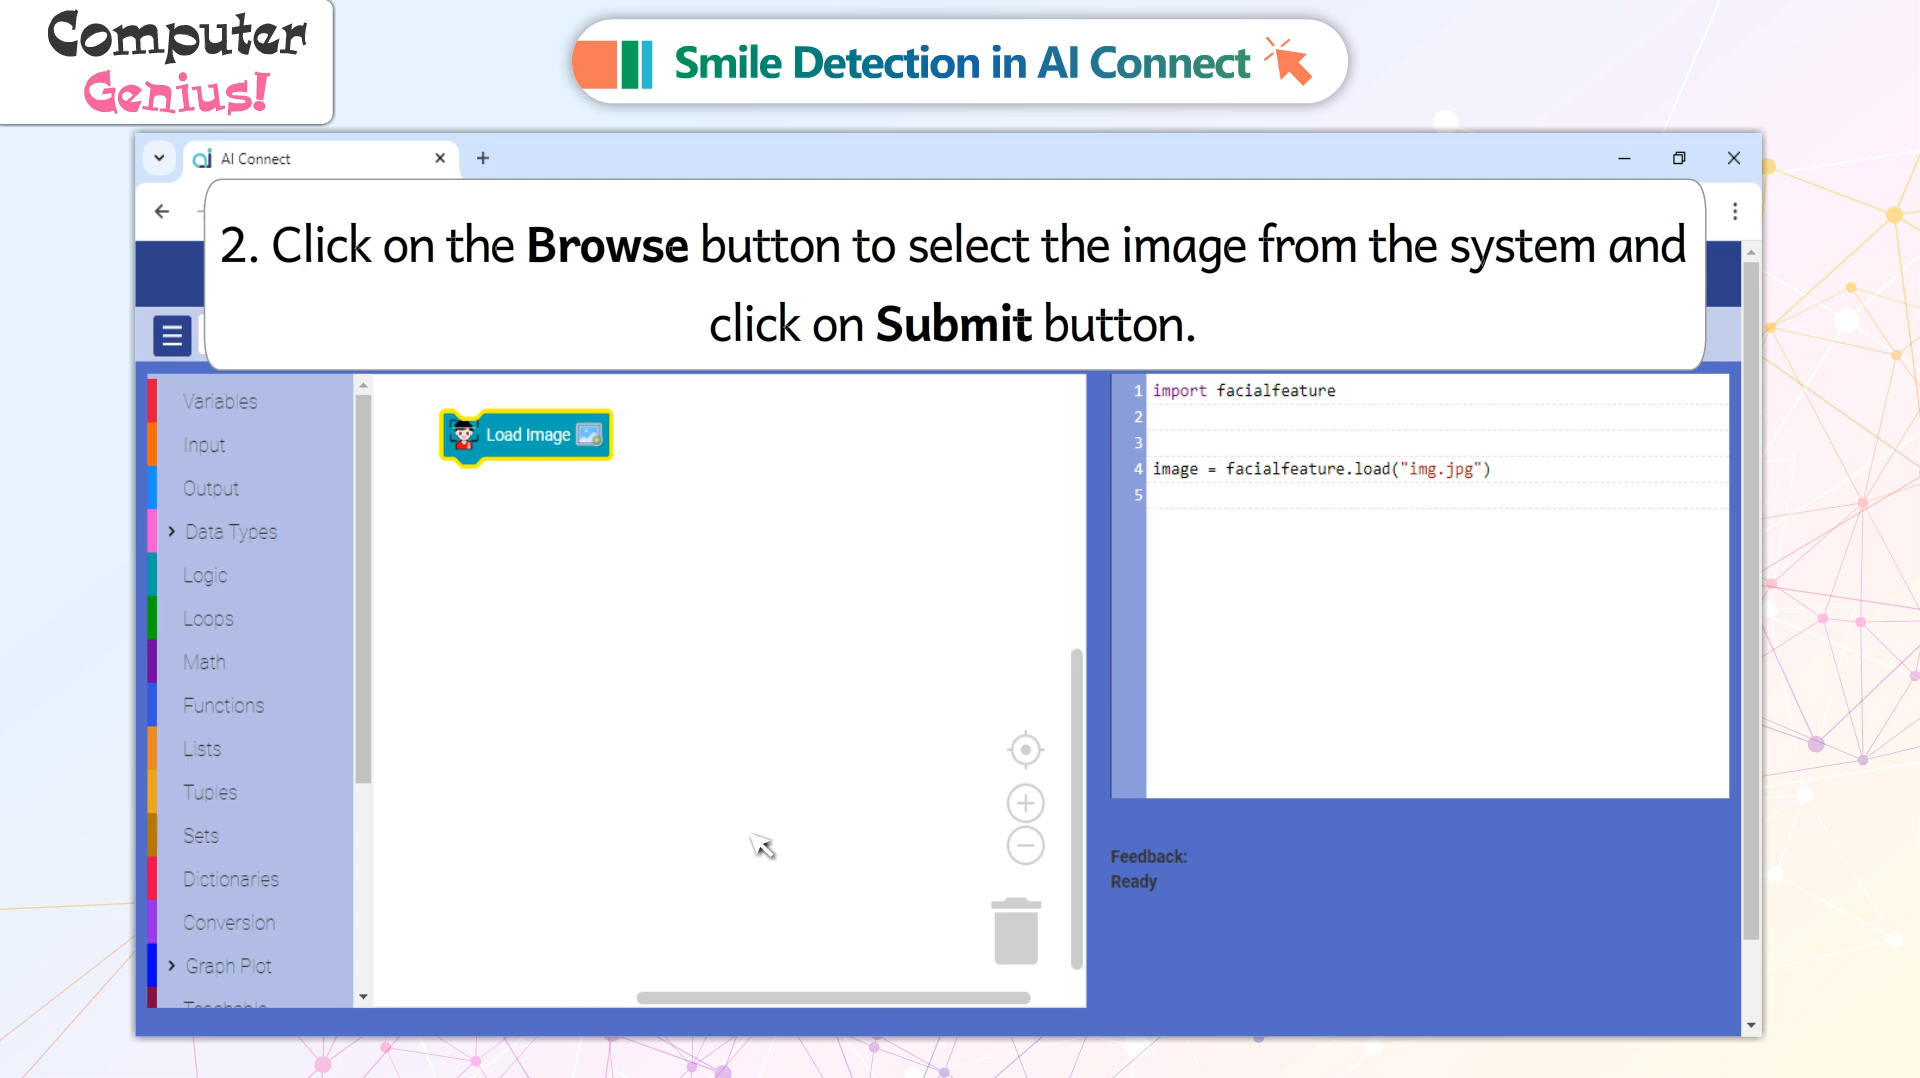 Computer
Genius!
Smile Detection in AI Connect
AI Connect
2. Click on the Browse button to select the image from the system and
click on Submit button.
Variables
Input
Output
Data Types
Logic
Loops
Math
Functions
Lists
Tuples
Sets
Dictionaries
Conversion
Graph Plot
Teachable
Load Image
1 import facialfeature
2
3
4 image = facialfeature.load("img.jpg")
5
Feedback:
Ready